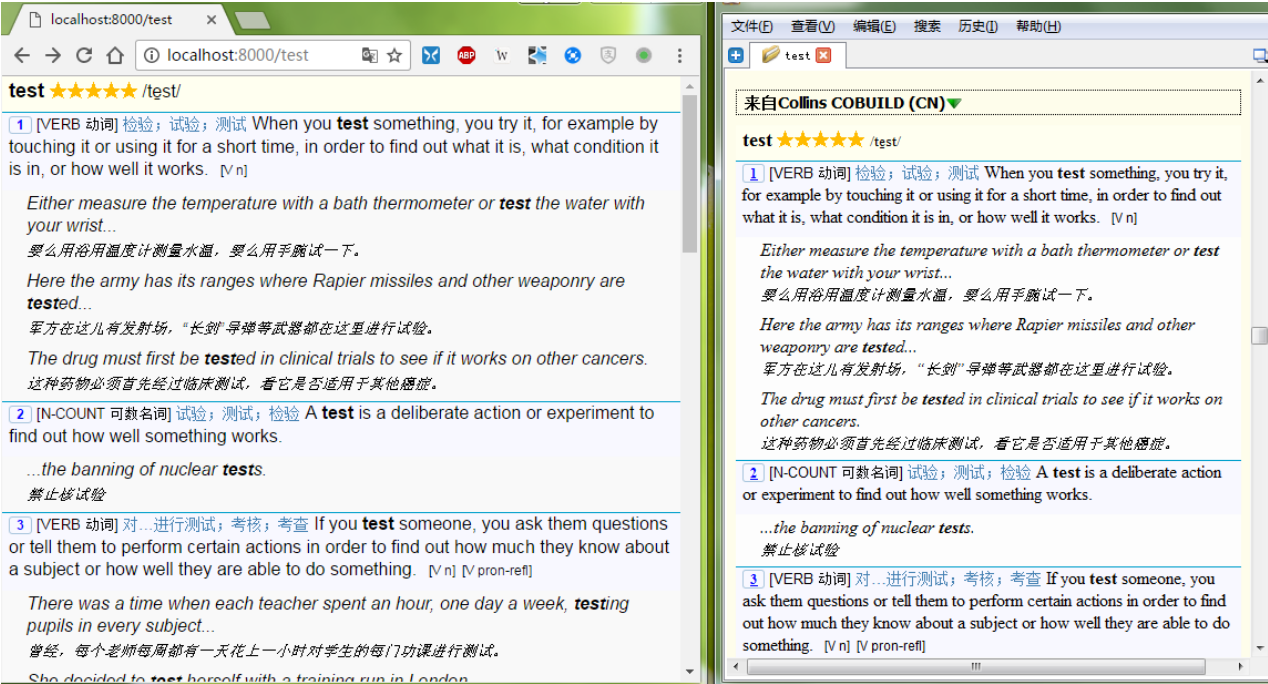 localhost:8000/test
localhost:8000/test
ABP
W
test ★★★★★ /test/
1 [VERB 动词] 检验；试验；测试 When you test something, you try it, for example by
touching it or using it for a short time, in order to find out what it is, what condition it
is in, or how well it works. [V n]
Either measure the temperature with a bath thermometer or test the water with
your wrist...
要么用浴用温度计测量水温，要么用手腕试一下。
Here the army has its ranges where Rapier missiles and other weaponry are
tested...
军方在这儿有发射场，“长剑”导弹等武器都在这里进行试验。
The drug must first be tested in clinical trials to see if it works on other cancers.
这种药物必须首先经过临床测试，看它是否适用于其他癌症。
2 [N-COUNT 可数名词] 试验；测试；检验 A test is a deliberate action or experiment to
find out how well something works.
...the banning of nuclear tests.
禁止核试验
3 [VERB 动词] 对…进行测试；考核；考查 If you test someone, you ask them questions
or tell them to perform certain actions in order to find out how much they know about
a subject or how well they are able to do something. [V n] [V pron-refl]
There was a time when each teacher spent an hour, one day a week, testing
pupils in every subject...
曾经，每个老师每周都有一天花上一小时对学生的每门功课进行测试。
She decided to test herself with a training run in London.
文件(F) 查看(V) 编辑(E) 搜索 历史(I) 帮助(H)
test
来自Collins COBUILD (CN)
test ★★★★★ /test/
1 [VERB 动词] 检验；试验；测试 When you test something, you try it,
for example by touching it or using it for a short time, in order to find out
what it is, what condition it is in, or how well it works. [V n]
Either measure the temperature with a bath thermometer or test
the water with your wrist...
要么用浴用温度计测量水温，要么用手腕试一下。
Here the army has its ranges where Rapier missiles and other
weaponry are tested...
军方在这儿有发射场，“长剑”导弹等武器都在这里进行试验。
The drug must first be tested in clinical trials to see if it works on
other cancers.
这种药物必须首先经过临床测试，看它是否适用于其他癌症。
2 [N-COUNT 可数名词] 试验；测试；检验 A test is a deliberate action
or experiment to find out how well something works.
...the banning of nuclear tests.
禁止核试验
3 [VERB 动词] 对…进行测试；考核；考查 If you test someone, you
ask them questions or tell them to perform certain actions in order to find
out how much they know about a subject or how well they are able to do
something. [V n] [V pron-refl]